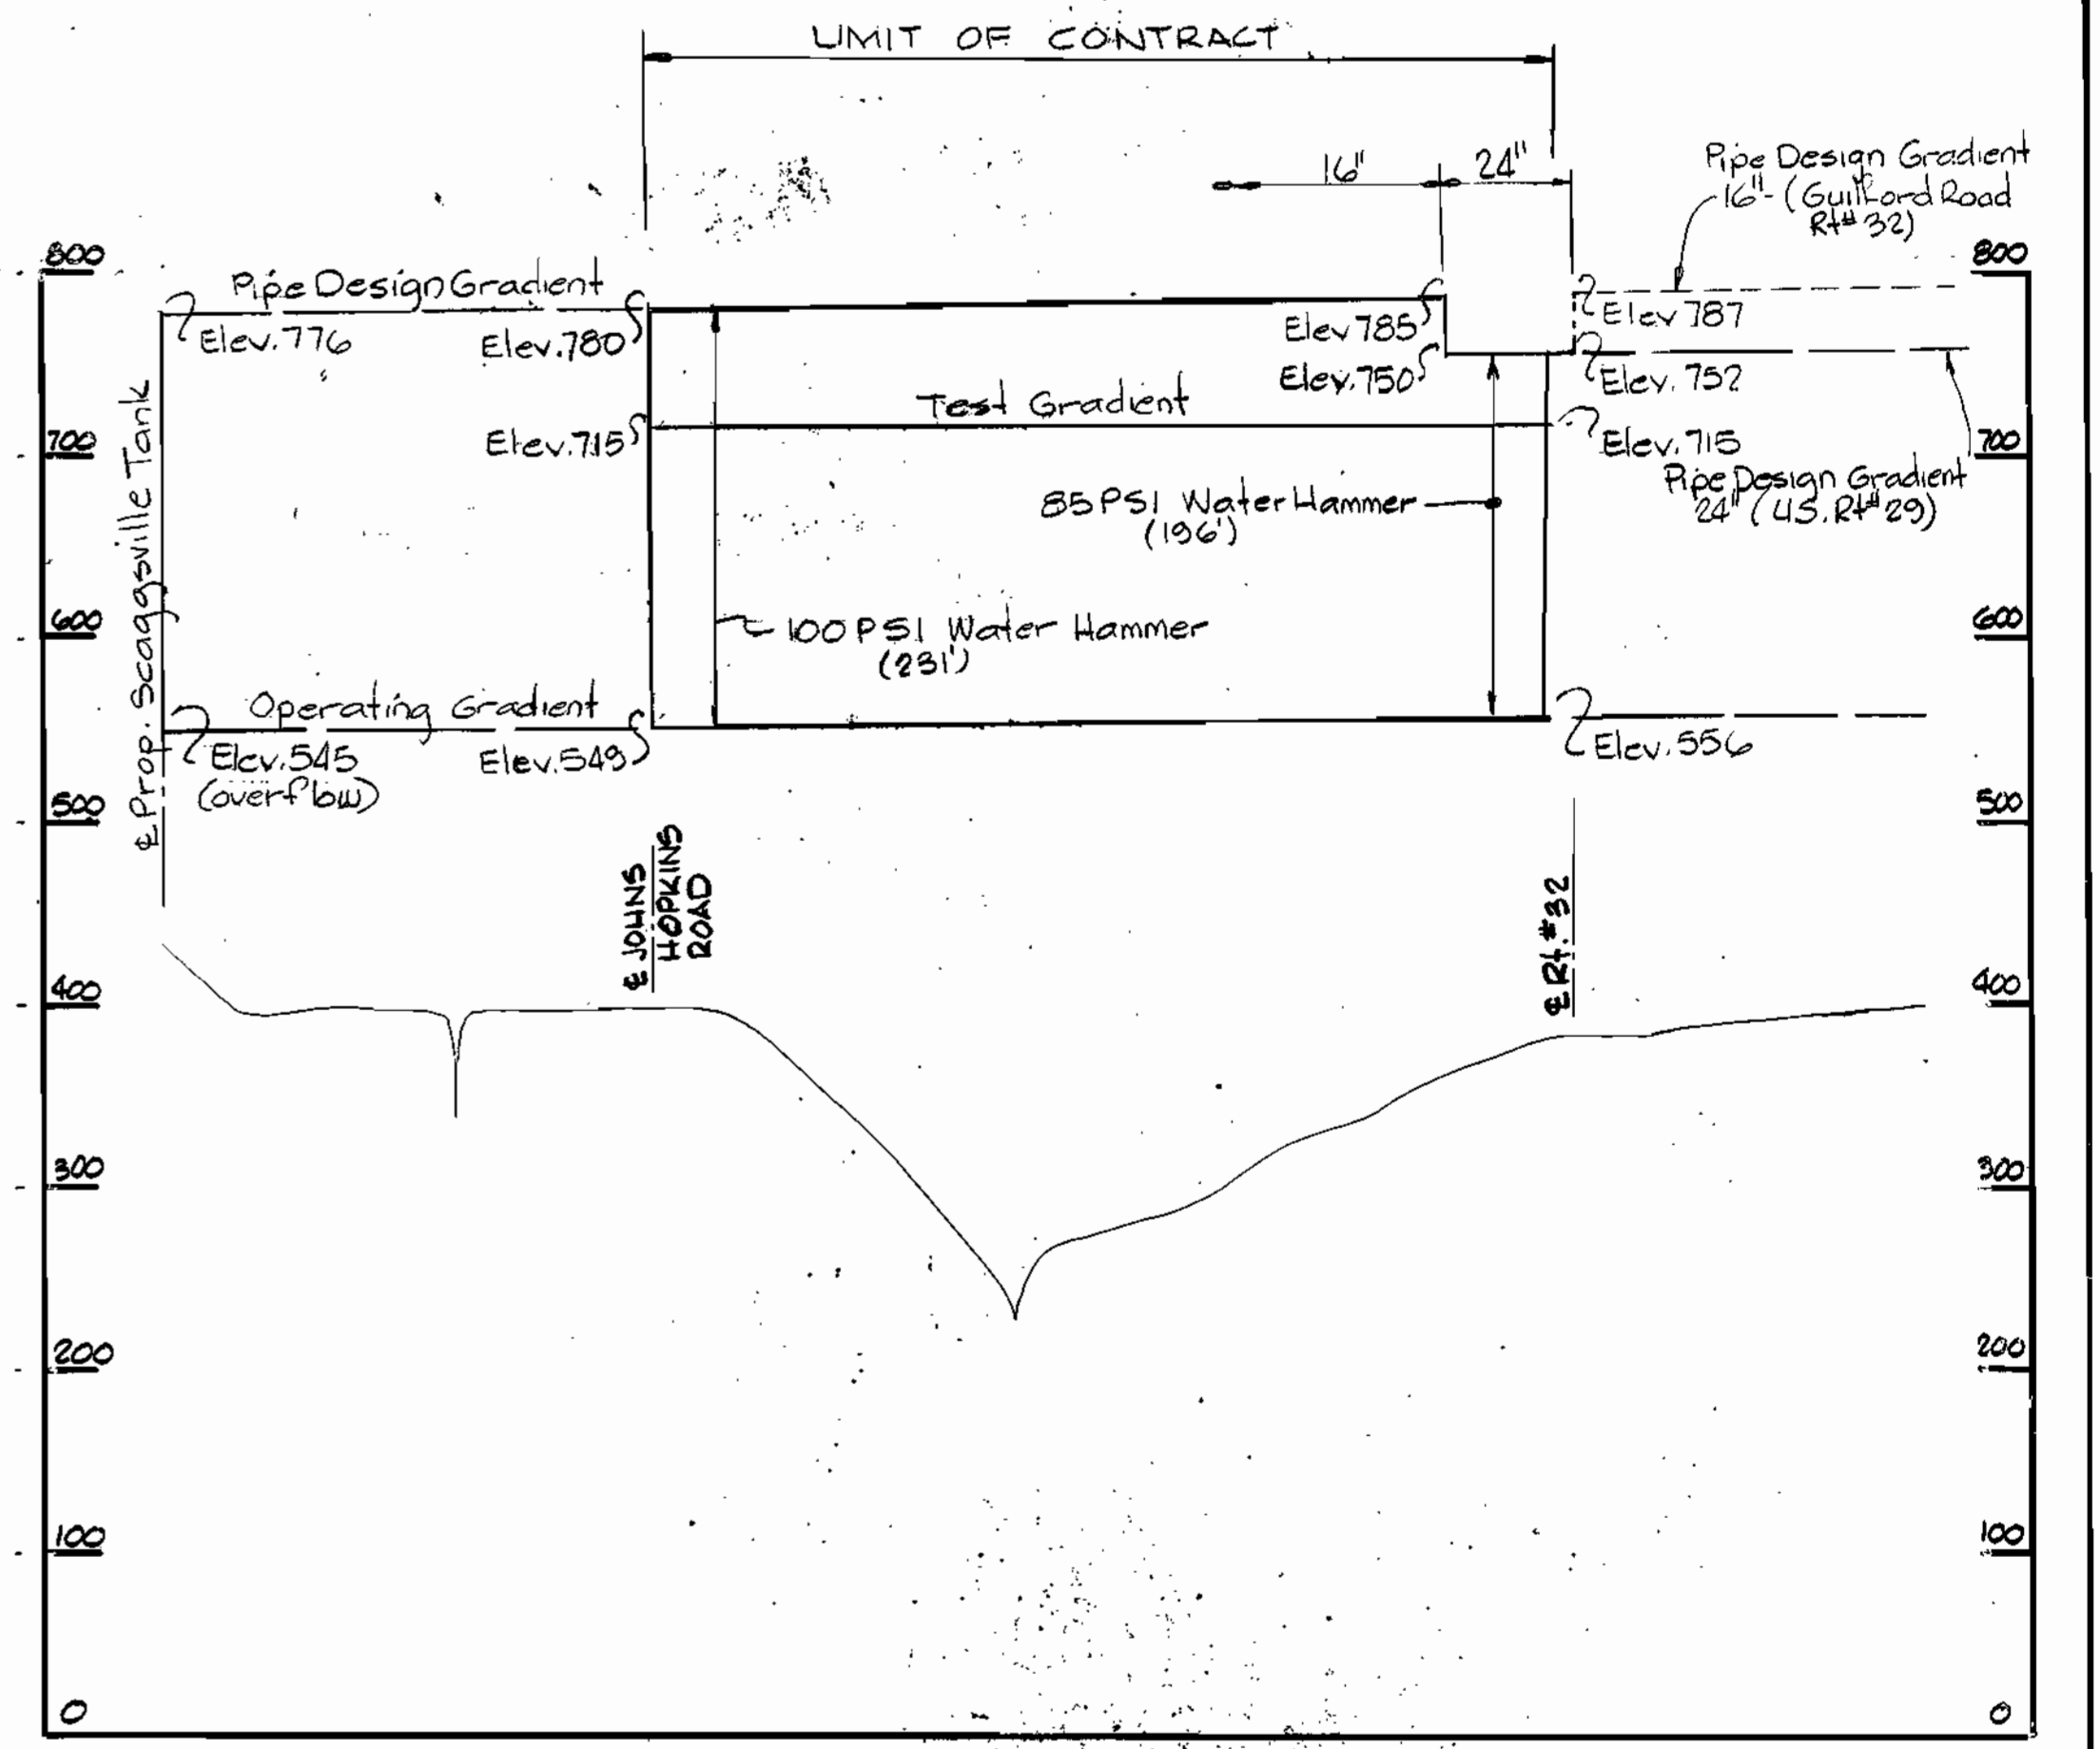 LIMIT OF CONTRACT
16"
24"
Pipe Design Gradient
16"-(Guilford Road
Rt# 32)
800
800
Pipe Design Gradient
Elev. 776
Elev. 780
Elev 785
Elev 787
Elev. 750
Elev. 752
Test Gradient
Elev. 715
Elev. 715
700
700
Pipe Design Gradient
24" (U.S. Rt# 29)
85 PSI Water Hammer
(196')
℄ Prop. Scaggsville Tank
600
600
100 PSI Water Hammer
(231')
Operating Gradient
Elev. 545
(overflow)
Elev. 549
Elev. 556
500
500
℄ JOHNS
HOPKINS
ROAD
℄ Rt. #32
400
400
300
300
200
200
100
100
0
0